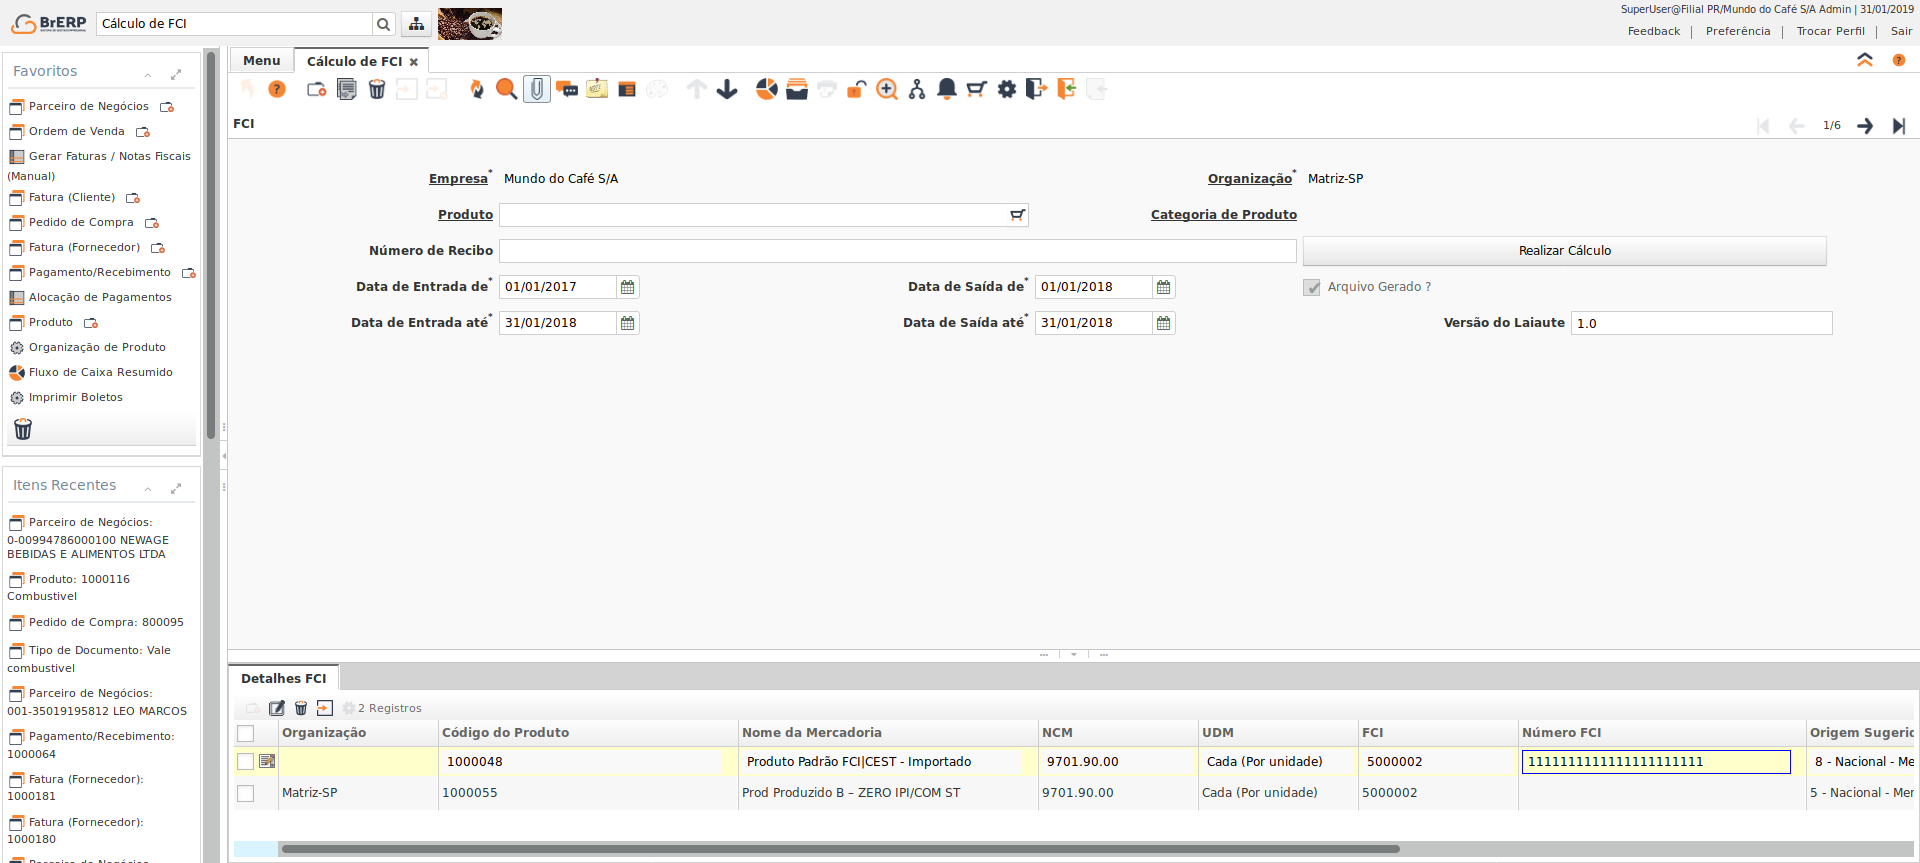 BrERP
Cálculo de FCI
SuperUser@Filial PR/Mundo do Café S/A Admin | 31/01/2019
Feedback | Preferência | Trocar Perfil | Sair
Favoritos
Parceiro de Negócios
Ordem de Venda
Gerar Faturas / Notas Fiscais
(Manual)
Fatura (Cliente)
Pedido de Compra
Fatura (Fornecedor)
Pagamento/Recebimento
Alocação de Pagamentos
Produto
Organização de Produto
Fluxo de Caixa Resumido
Imprimir Boletos
Itens Recentes
Parceiro de Negócios:
0-00994786000100 NEWAGE
BEBIDAS E ALIMENTOS LTDA
Produto: 1000116
Combustivel
Pedido de Compra: 800095
Tipo de Documento: Vale
combustivel
Parceiro de Negócios:
001-35019195812 LEO MARCOS
Pagamento/Recebimento:
1000064
Fatura (Fornecedor):
1000181
Fatura (Fornecedor):
1000180
Menu Cálculo de FCI
FCI 1/6
Empresa* Mundo do Café S/A Organização* Matriz-SP
Produto Categoria de Produto
Número de Recibo Realizar Cálculo
Data de Entrada de* 01/01/2017 Data de Saída de* 01/01/2018 Arquivo Gerado ?
Data de Entrada até* 31/01/2018 Data de Saída até* 31/01/2018 Versão do Laiaute 1.0
Detalhes FCI
2 Registros
Organização Código do Produto Nome da Mercadoria NCM UDM FCI Número FCI Origem Sugeric
1000048 Produto Padrão FCI|CEST - Importado 9701.90.00 Cada (Por unidade) 5000002 1111111111111111111111 8 - Nacional - Me
Matriz-SP 1000055 Prod Produzido B – ZERO IPI/COM ST 9701.90.00 Cada (Por unidade) 5000002 5 - Nacional - Mer